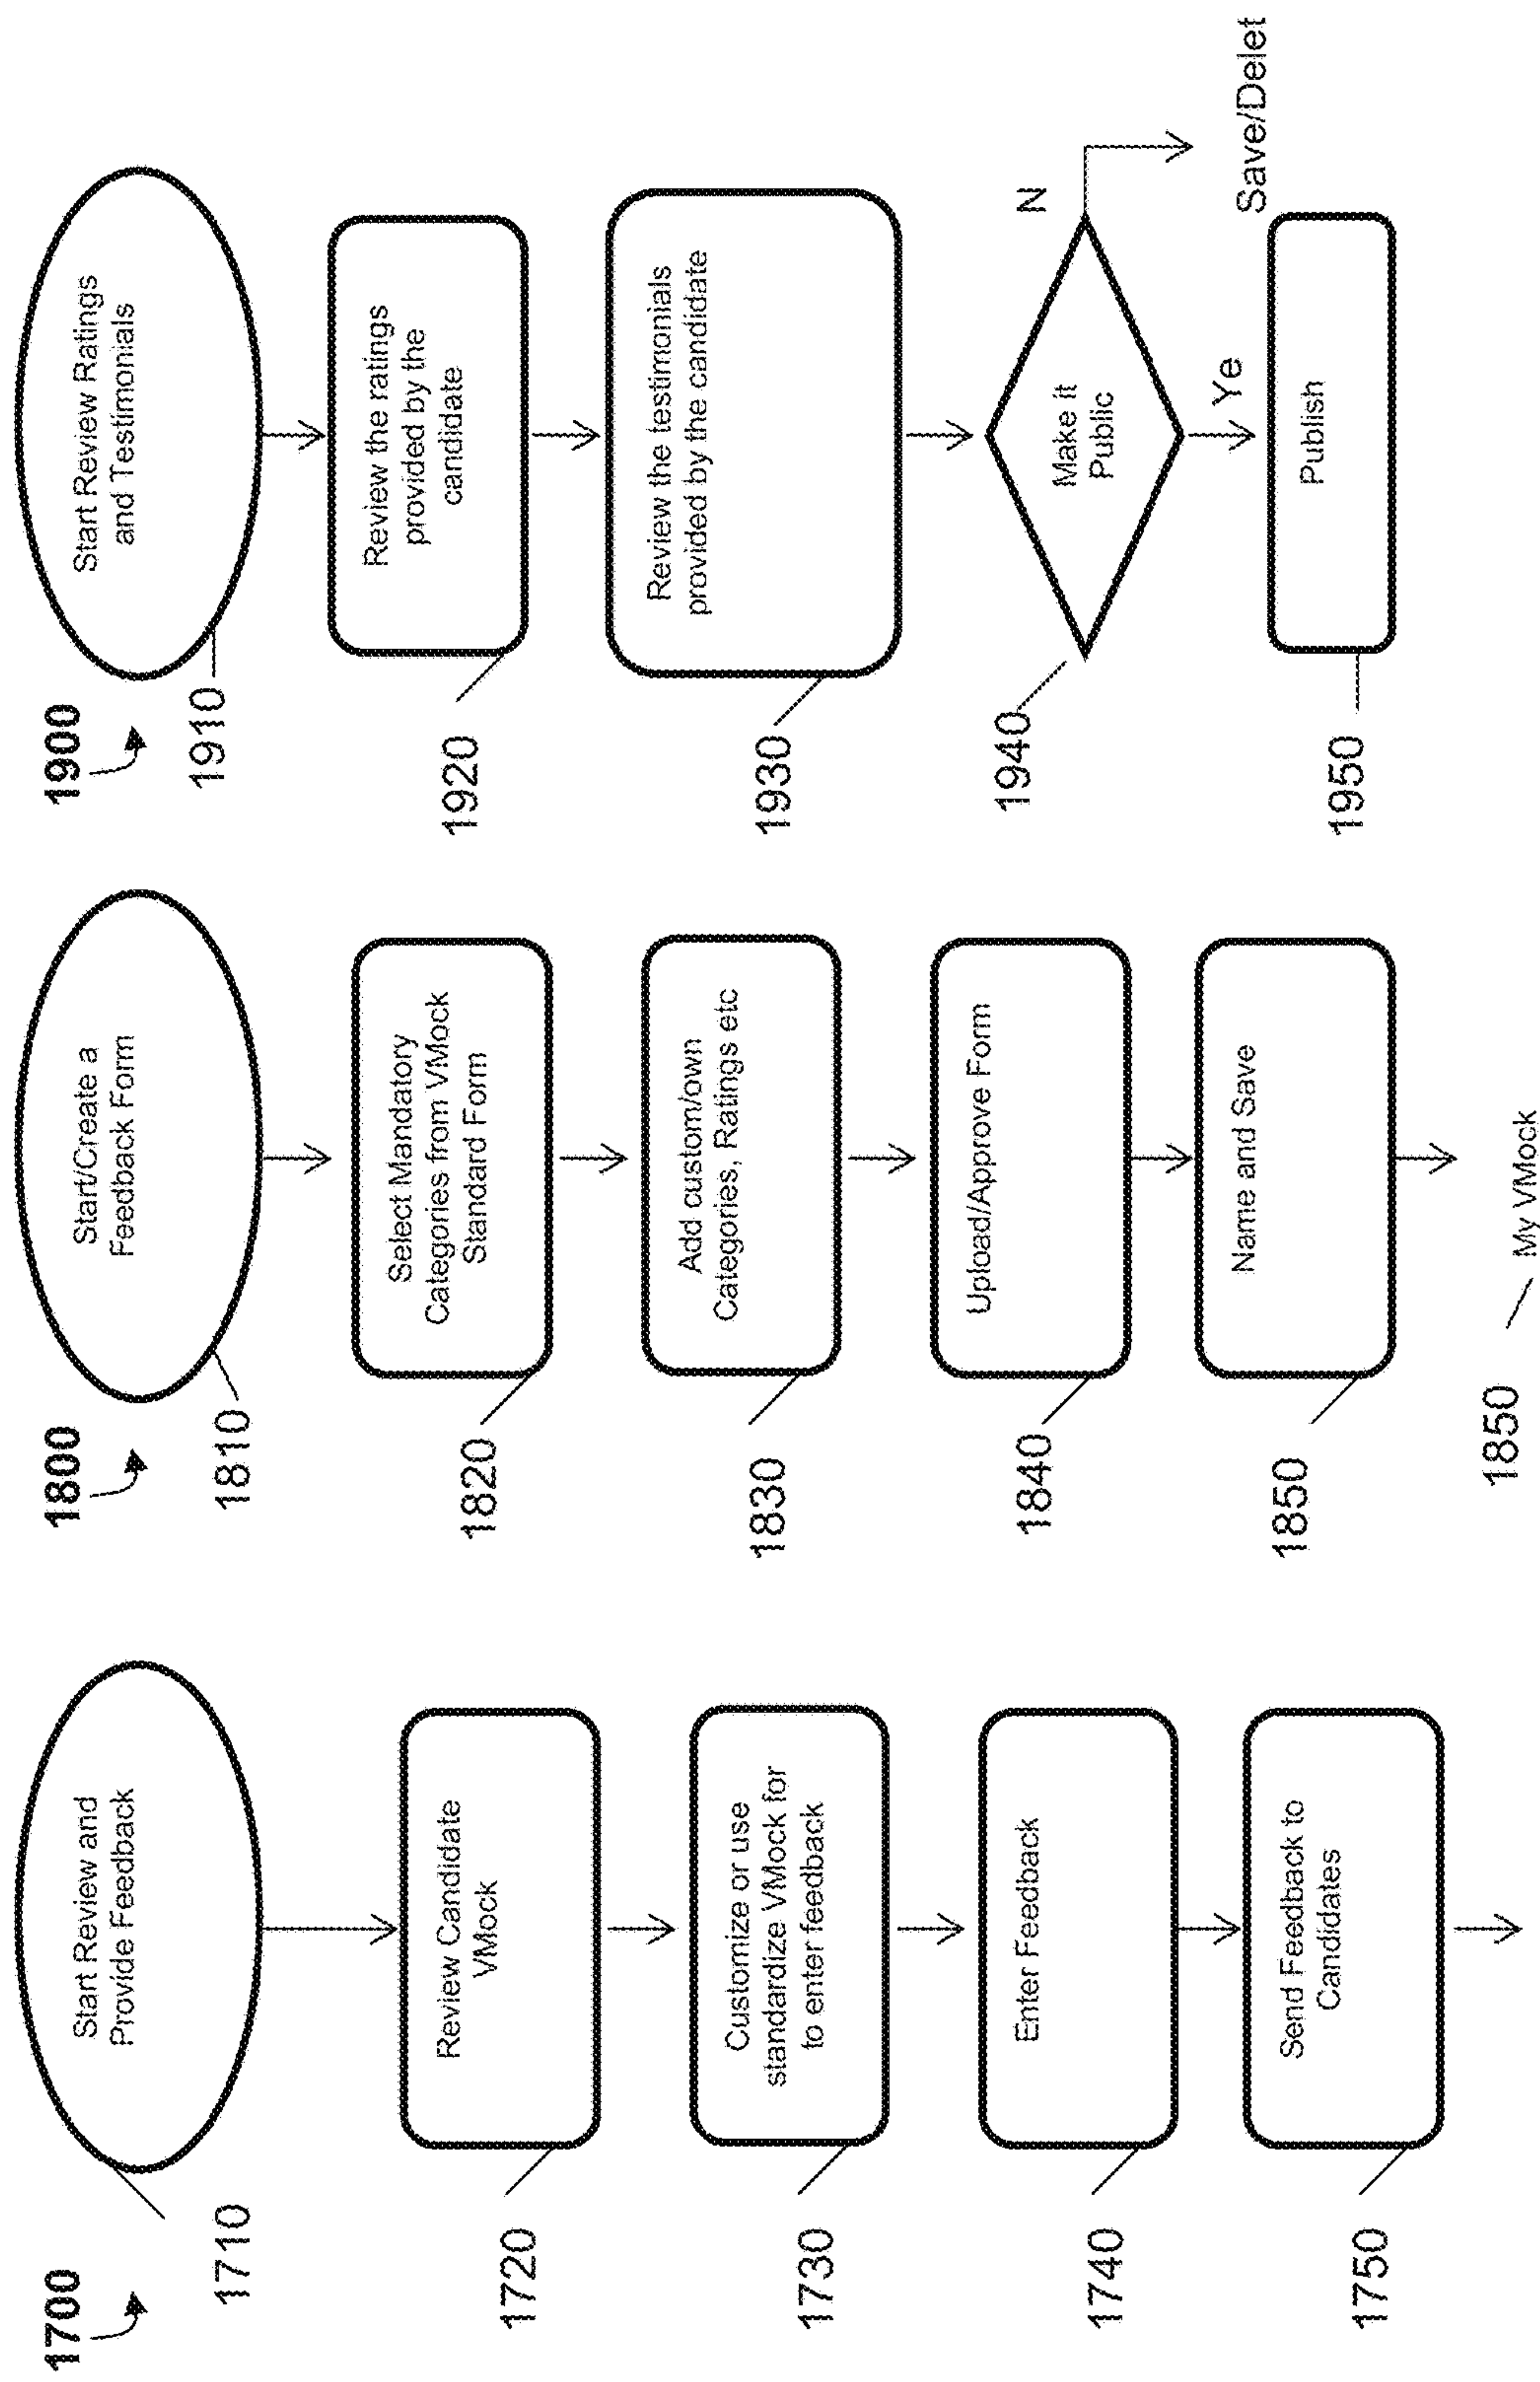 1700
1710
Start Review and
Provide Feedback
1720
Review Candidate
VMock
1730
Customize or use
standardize VMock for
to enter feedback
1740
Enter Feedback
1750
Send Feedback to
Candidates
1800
1810
Start/Create a
Feedback Form
1820
Select Mandatory
Categories from VMock
Standard Form
1830
Add custom/own
Categories, Ratings etc
1840
Upload/Approve Form
1850
Name and Save
1850
My VMock
1900
1910
Start Review Ratings
and Testimonials
1920
Review the ratings
provided by the
candidate
1930
Review the testimonials
provided by the candidate
1940
Make it
Public
N
Save/Delet
Ye
1950
Publish